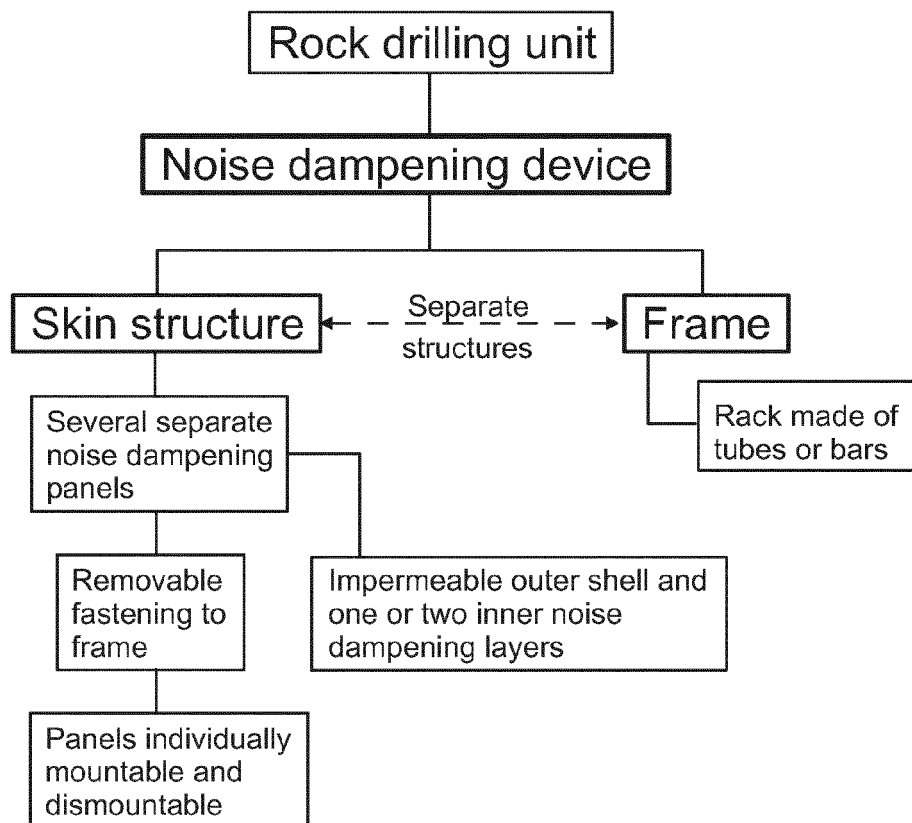 Rock drilling unit
Noise dampening device
Skin structure
Separate
structures
Frame
Several separate
noise dampening
panels
Rack made of
tubes or bars
Removable
fastening to
frame
Impermeable outer shell and
one or two inner noise
dampening layers
Panels individually
mountable and
dismountable